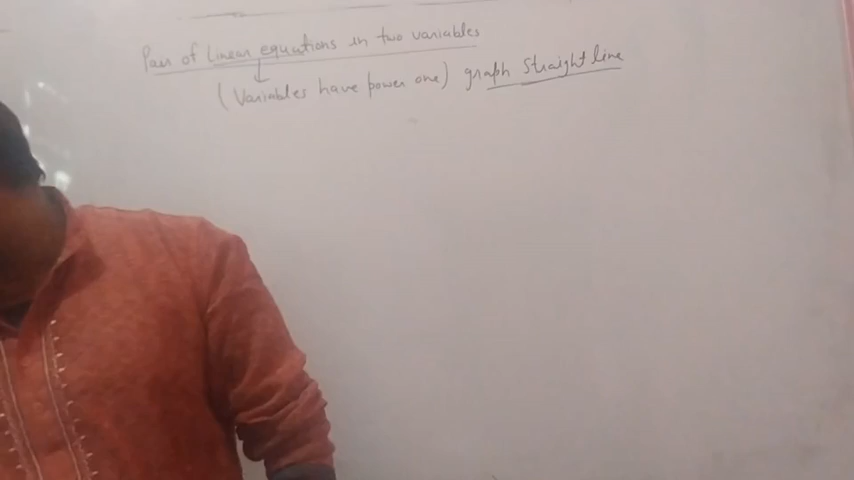 Pair of linear equations in two variables
(Variables have power one) graph straight line